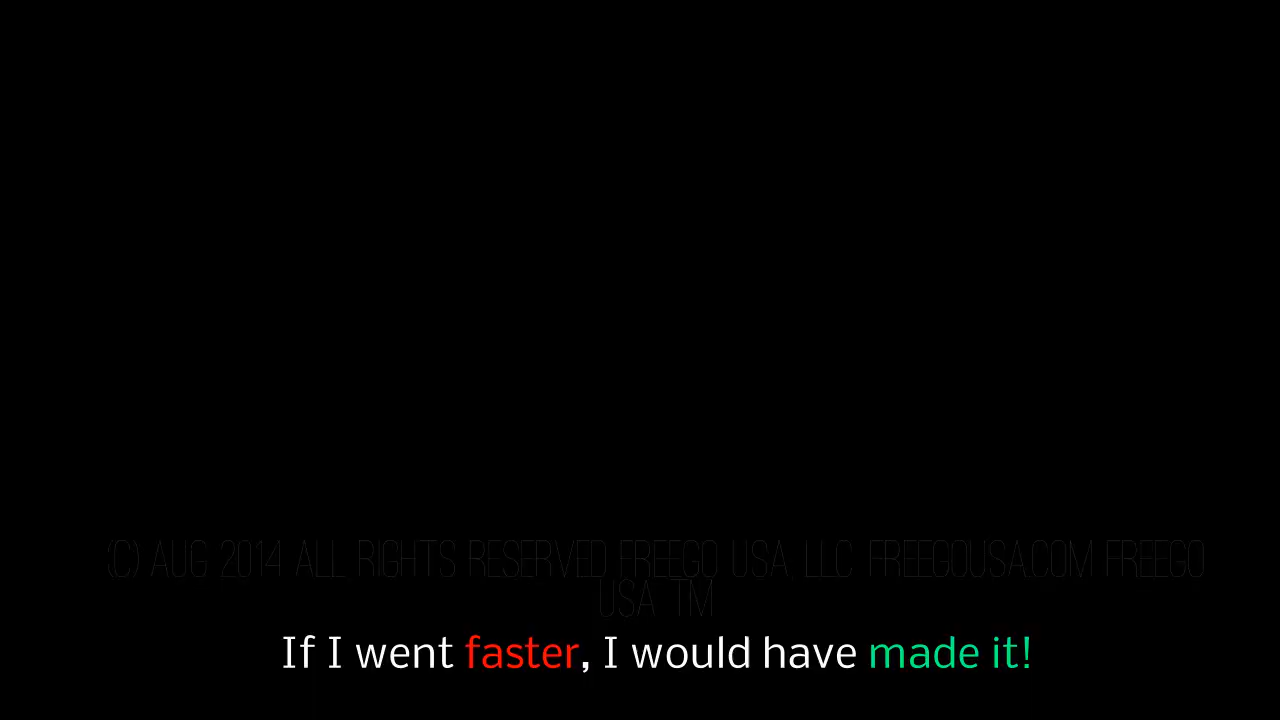 (C) AUG 2014 ALL RIGHTS RESERVED FREEGO USA, LLC FREEGOUSA.COM FREEGO
USA TM
If I went faster, I would have made it!